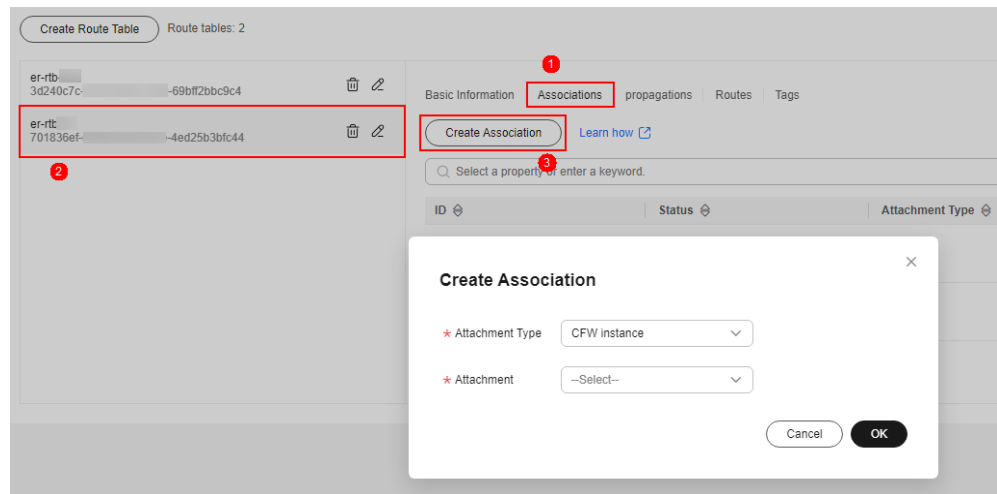 Create Route Table Route tables: 2
er-rtb-
3d240c7c- -69bff2bbc9c4
er-rtb
701836ef- -4ed25b3bfc44
2
1
Basic Information Associations propagations Routes Tags
Create Association Learn how
3
Select a property or enter a keyword.
ID Status Attachment Type
Create Association
* Attachment Type CFW instance
* Attachment --Select--
Cancel OK